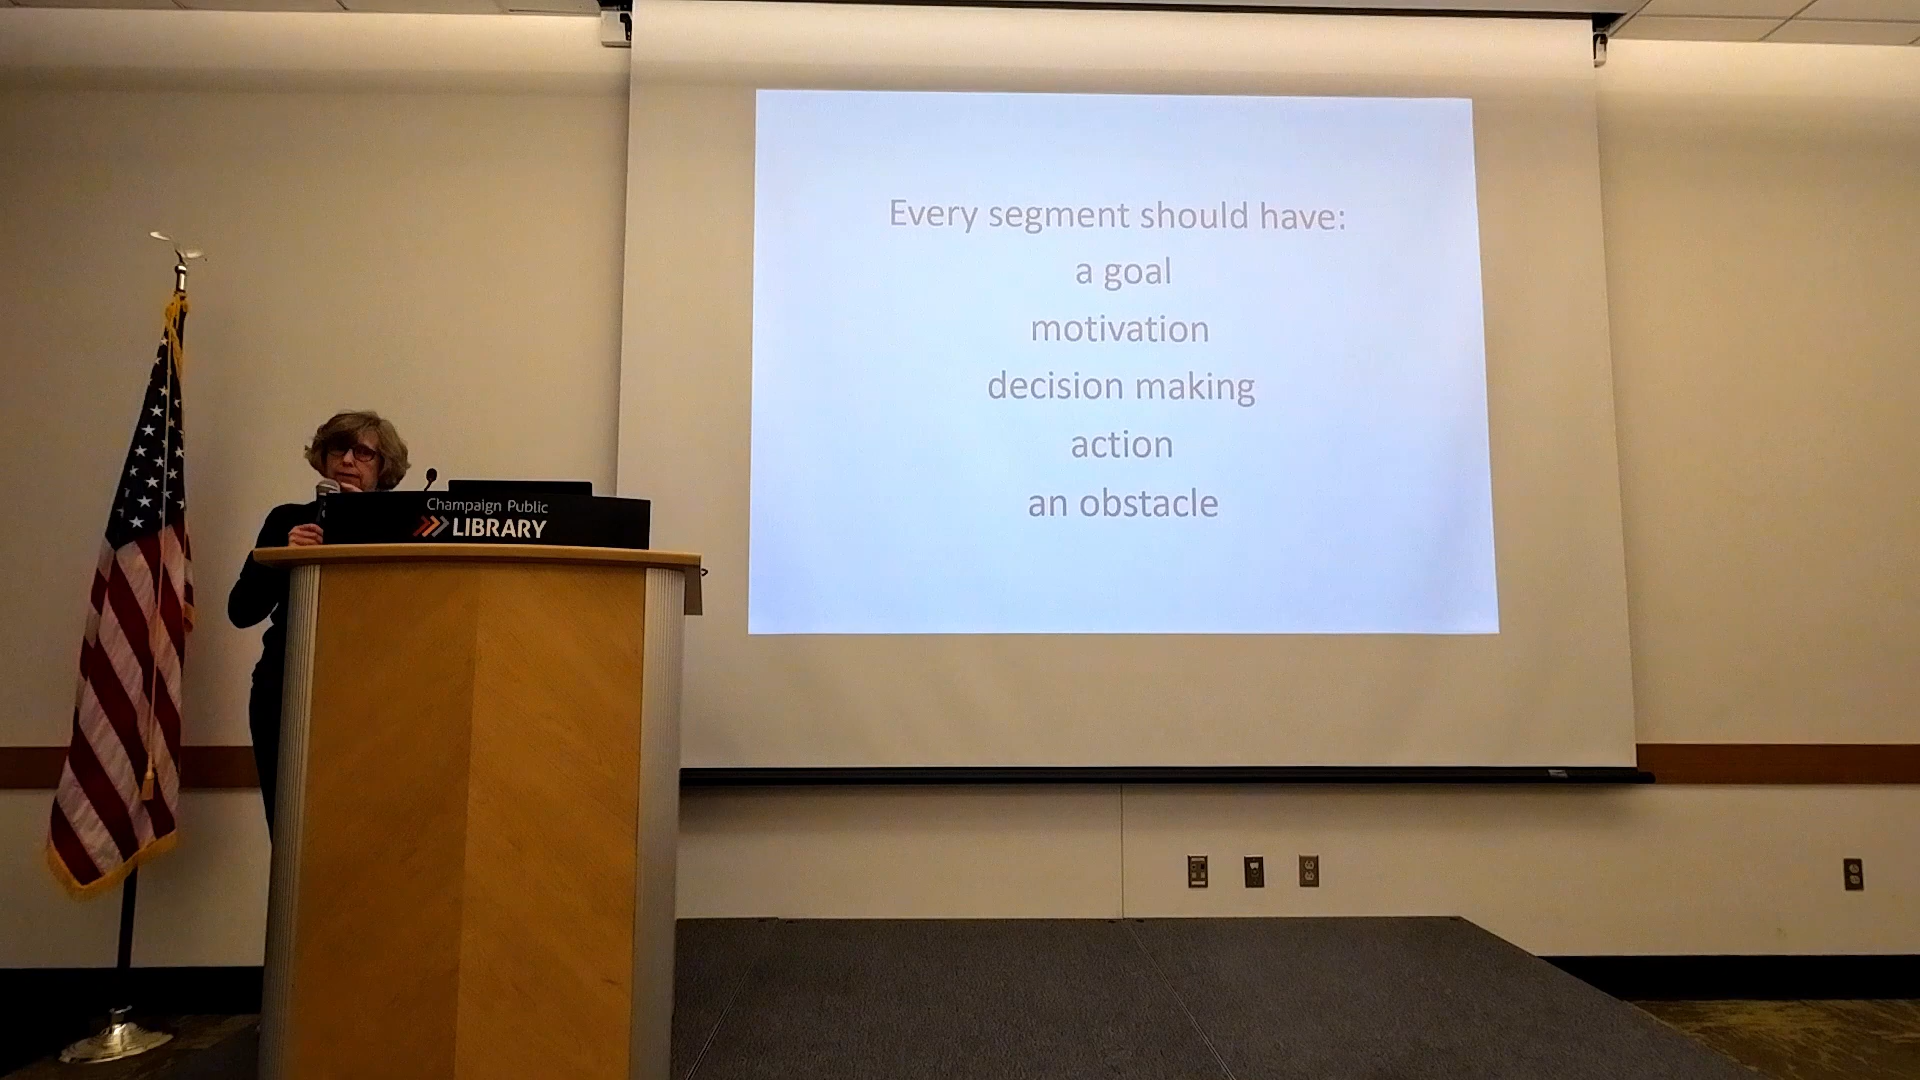 Every segment should have:
a goal
motivation
decision making
action
an obstacle
Champaign Public
LIBRARY